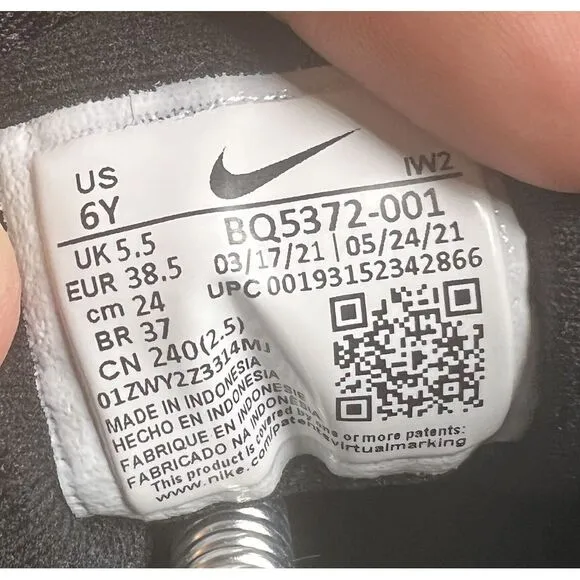 US
6Y
IW2
UK 5.5
EUR 38.5
cm 24
BR 37
CN 240(2.5)
BQ5372-001
03/17/21 | 05/24/21
UPC 00193152342866
01ZWY2Z3314MJ
MADE IN INDONESIA
HECHO EN INDONESIA
FABRIQUE EN INDONESIE
FABRICADO NA INDONESIA
This product is covered by one or more patents:
www.nike.com/patentsvirtualmarking